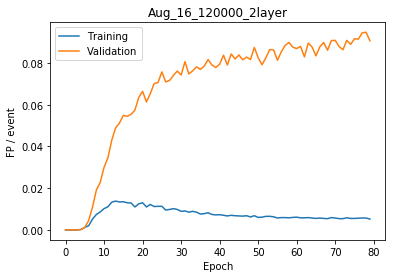 Aug_16_120000_2layer
Training
Validation
FP / event
0.08
0.06
0.04
0.02
0.00
0 10 20 30 40 50 60 70 80
Epoch